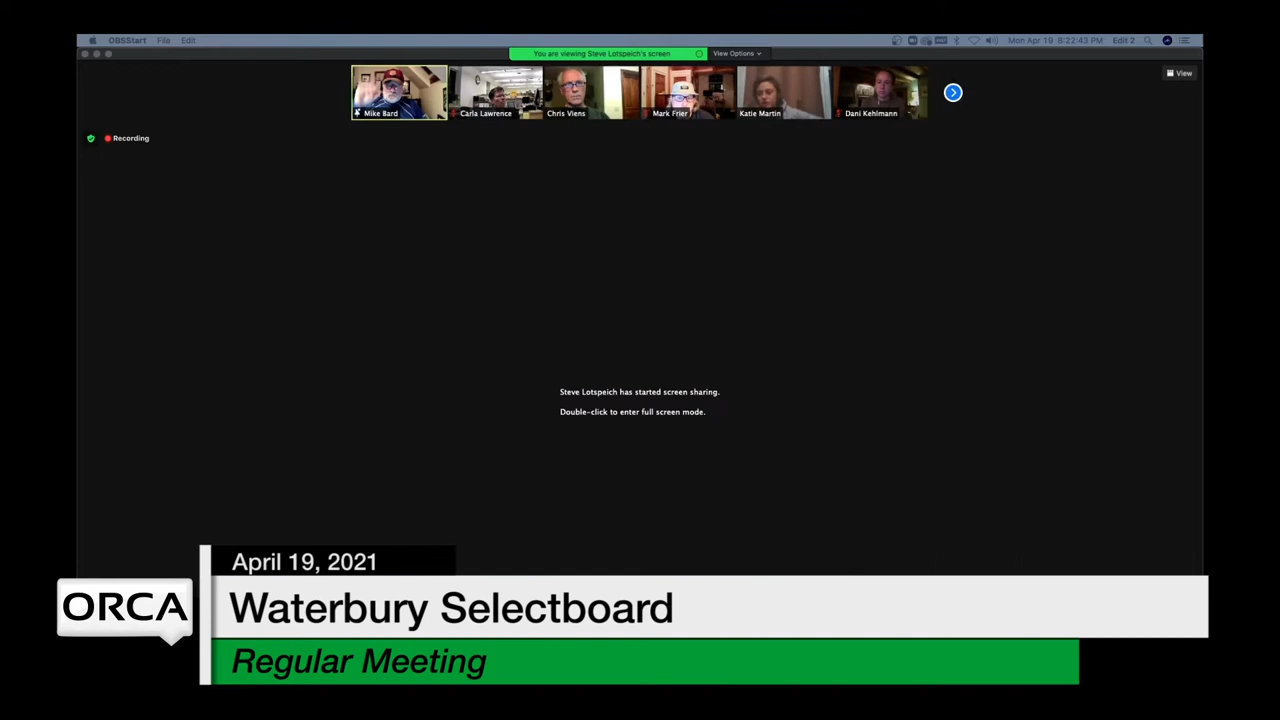 OBSStart File Edit
Mon Apr 19 8:22:43 PM Edit 2
You are viewing Steve Lotspeich's screen View Options
View
Mike Bard
Carla Lawrence
Chris Viens
Mark Frier
Katie Martin
Dani Kehlmann
Recording
Steve Lotspeich has started screen sharing.
Double-click to enter full screen mode.
April 19, 2021
ORCA
Waterbury Selectboard
Regular Meeting